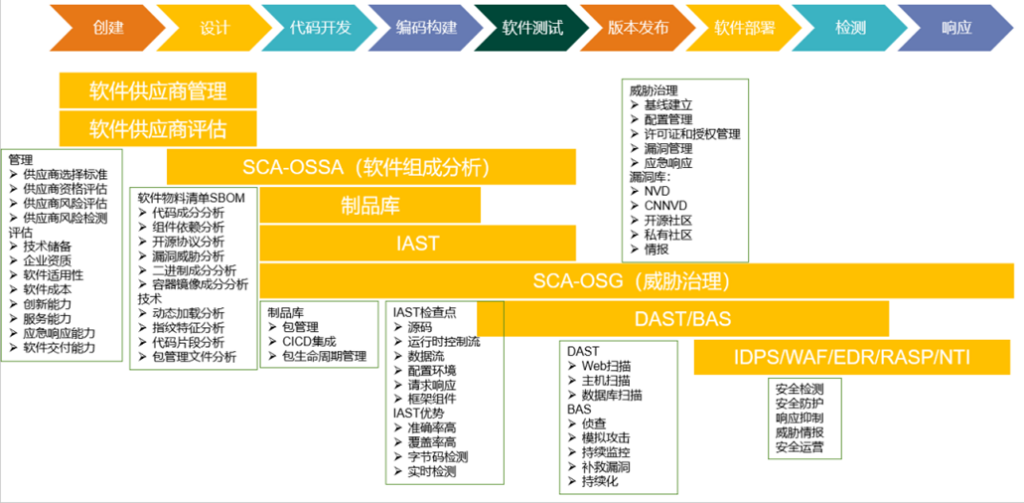 创建
设计
代码开发
编码构建
软件测试
版本发布
软件部署
检测
响应
软件供应商管理
软件供应商评估
SCA-OSSA（软件组成分析）
制品库
IAST
SCA-OSG（威胁治理）
DAST/BAS
IDPS/WAF/EDR/RASP/NTI
管理
➢ 供应商选择标准
➢ 供应商资格评估
➢ 供应商风险评估
➢ 供应商风险检测
评估
➢ 技术储备
➢ 企业资质
➢ 软件适用性
➢ 软件成本
➢ 创新能力
➢ 服务能力
➢ 应急响应能力
➢ 软件交付能力
软件物料清单SBOM
➢ 代码成分分析
➢ 组件依赖分析
➢ 开源协议分析
➢ 漏洞威胁分析
➢ 二进制成分分析
➢ 容器镜像成分分析
技术
➢ 动态加载分析
➢ 指纹特征分析
➢ 代码片段分析
➢ 包管理文件分析
制品库
➢ 包管理
➢ CICD集成
➢ 包生命周期管理
IAST检查点
➢ 源码
➢ 运行时控制流
➢ 数据流
➢ 配置环境
➢ 请求响应
➢ 框架组件
IAST优势
➢ 准确率高
➢ 覆盖率高
➢ 字节码检测
➢ 实时检测
DAST
➢ Web扫描
➢ 主机扫描
➢ 数据库扫描
BAS
➢ 侦查
➢ 模拟攻击
➢ 持续监控
➢ 补救漏洞
➢ 持续化
威胁治理
➢ 基线建立
➢ 配置管理
➢ 许可证和授权管理
➢ 漏洞管理
➢ 应急响应
漏洞库：
➢ NVD
➢ CNNVD
➢ 开源社区
➢ 私有社区
➢ 情报
安全检测
安全防护
响应抑制
威胁情报
安全运营